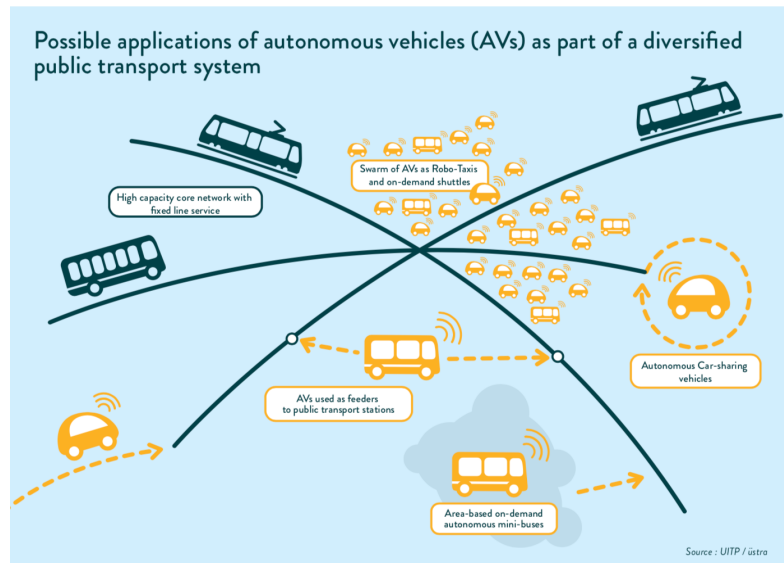 Possible applications of autonomous vehicles (AVs) as part of a diversified
public transport system
Swarm of AVs as Robo-Taxis
and on-demand shuttles
High capacity core network with
fixed line service
Autonomous Car-sharing
vehicles
AVs used as feeders
to public transport stations
Area-based on-demand
autonomous mini-buses
Source : UITP / üstra